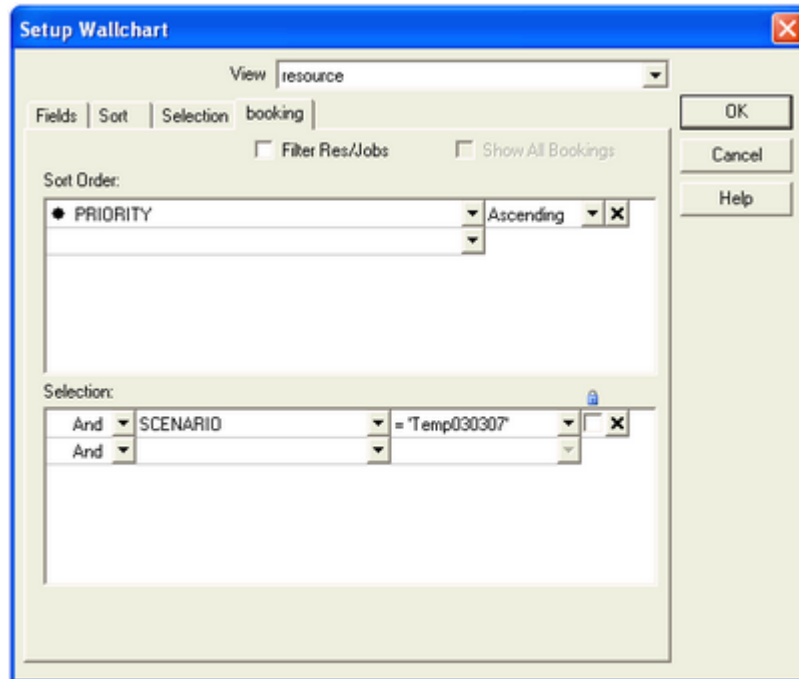 Setup Wallchart
View resource
Fields Sort Selection booking
OK
Filter Res/Jobs Show All Bookings
Cancel
Sort Order:
Help
PRIORITY Ascending
Selection:
And SCENARIO = 'Temp030307'
And